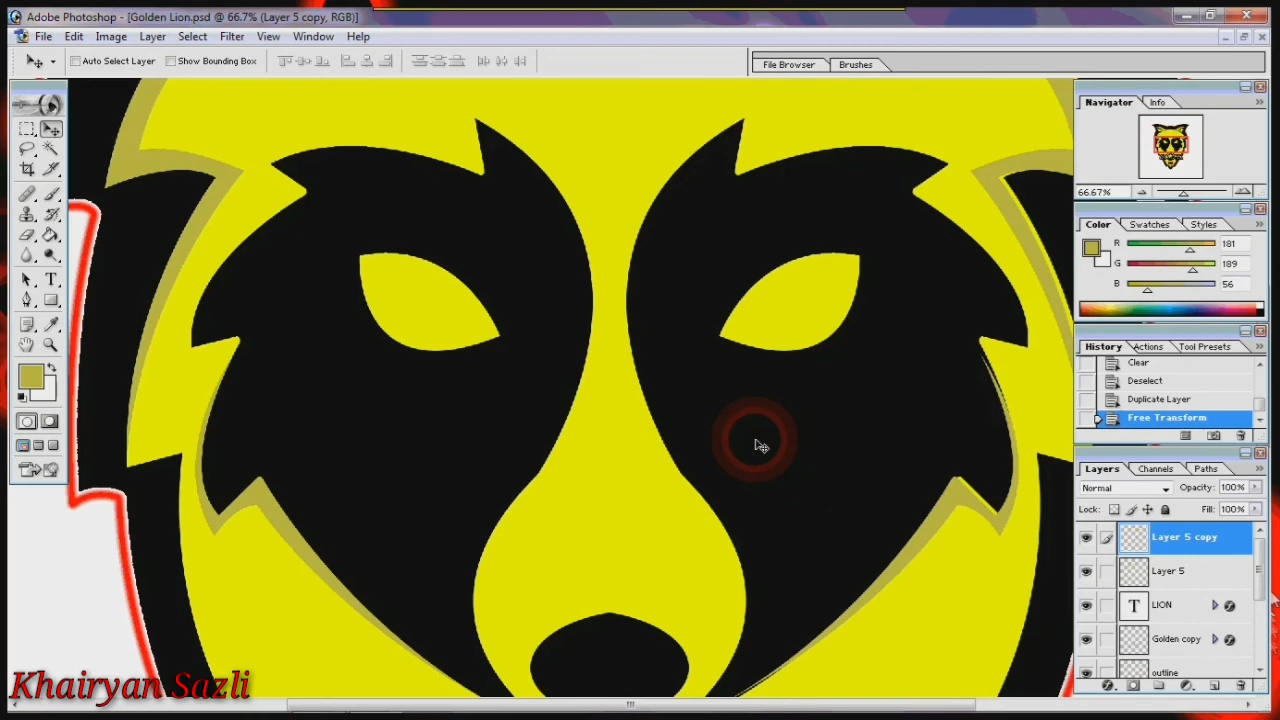 Adobe Photoshop - [Golden Lion.psd @ 66.7% (Layer 5 copy, RGB)]
File Edit Image Layer Select Filter View Window Help
Auto Select Layer Show Bounding Box File Browser Brushes
Navigator Info
66.67%
Color Swatches Styles
R 181
G 189
B 56
History Actions Tool Presets
Clear
Deselect
Duplicate Layer
Free Transform
Layers Channels Paths
Normal Opacity: 100%
Lock: Fill: 100%
Layer 5 copy
Layer 5
T LION
Golden copy
outline
Khairyan Sazli